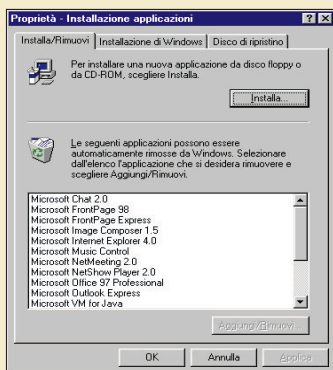 Proprietà - Installazione applicazioni
Installa/Rimuovi Installazione di Windows Disco di ripristino
Per installare una nuova applicazione da disco floppy o
da CD-ROM, scegliere Installa.
Installa...
Le seguenti applicazioni possono essere
automaticamente rimosse da Windows. Selezionare
dall'elenco l'applicazione che si desidera rimuovere e
scegliere Aggiungi/Rimuovi.
Microsoft Chat 2.0
Microsoft FrontPage 98
Microsoft FrontPage Express
Microsoft Image Composer 1.5
Microsoft Internet Explorer 4.0
Microsoft Music Control
Microsoft NetMeeting 2.0
Microsoft NetShow Player 2.0
Microsoft Office 97 Professional
Microsoft Outlook Express
Microsoft VM for Java
Aggiungi/Rimuovi...
OK Annulla Applica